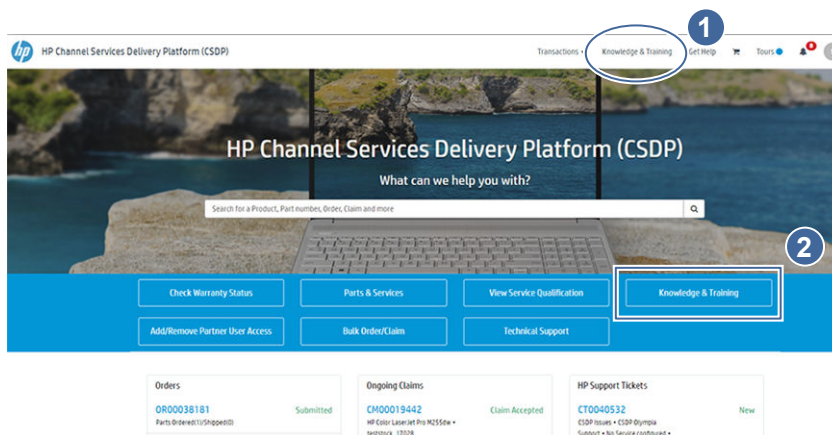 1
hp HP Channel Services Delivery Platform (CSDP) Transactions Knowledge & Training Get Help Tours 0
HP Channel Services Delivery Platform (CSDP)
What can we help you with?
Search for a Product, Part number, Order, Claim and more
2
Check Warranty Status Parts & Services View Service Qualification Knowledge & Training
Add/Remove Partner User Access Bulk Order/Claim Technical Support
Orders Ongoing Claims HP Support Tickets
OR00038181 Submitted CM00019442 Claim Accepted CT0040532 New
Parts Ordered(1)/Shipped(0) HP Color LaserJet Pro M255dw • CSDP Issues • CSDP Olympia
teststock_17028 Support • No Service configured •